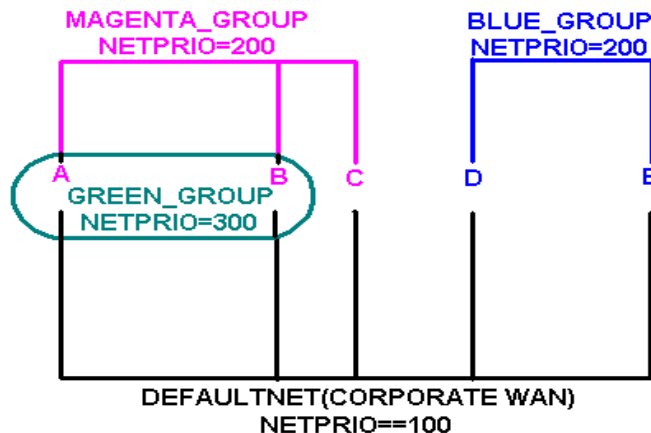 MAGENTA_GROUP
NETPRIO=200
BLUE_GROUP
NETPRIO=200
A B C D E
GREEN_GROUP
NETPRIO=300
DEFAULTNET(CORPORATE WAN)
NETPRIO==100